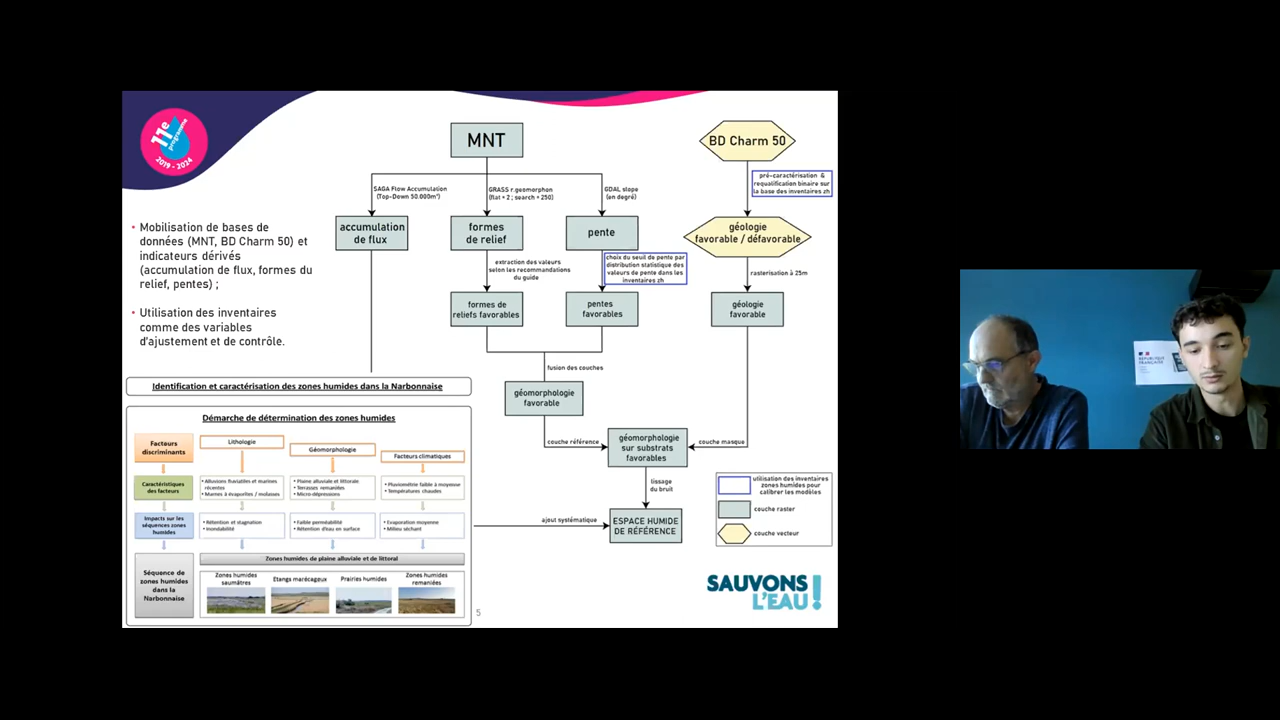 11e
programme
2019 - 2024
MNT
BD Charm 50
SAGA Flow Accumulation
(Top-Down 50.000m²)
GRASS r.geomorphon
(flat = 2 ; search = 250)
GDAL slope
(en degré)
pré-caractérisation &
requalification binaire sur
la base des inventaires zh
accumulation
de flux
formes
de relief
pente
géologie
favorable / défavorable
• Mobilisation de bases de
données (MNT, BD Charm 50) et
indicateurs dérivés
(accumulation de flux, formes du
relief, pentes) ;
• Utilisation des inventaires
comme des variables
d'ajustement et de contrôle.
extraction des valeurs
selon les recommandations
du guide
choix du seuil de pente par
distribution statistique des
valeurs de pente dans les
inventaires zh
rasterisation à 25m
formes de
reliefs favorables
pentes
favorables
géologie
favorable
fusion des couches
géomorphologie
favorable
couche référence
géomorphologie
sur substrats
favorables
couche masque
lissage
du bruit
ajout systématique
ESPACE HUMIDE
DE RÉFÉRENCE
utilisation des inventaires
zones humides pour
calibrer les modèles
couche raster
couche vecteur
Identification et caractérisation des zones humides dans la Narbonnaise
Démarche de détermination des zones humides
Facteurs
discriminants
Lithologie
Géomorphologie
Facteurs climatiques
Caractéristiques
des facteurs
• Alluvions fluviatiles et marines
récentes
• Marnes à évaporites / molasses
• Plaine alluviale et littorale
• Terrasses remaniées
• Micro-dépressions
• Pluviométrie faible à moyenne
• Températures chaudes
Impacts sur les
séquences zones
humides
• Rétention et stagnation
• Inondabilité
• Faible perméabilité
• Rétention d'eau en surface
• Evaporation moyenne
• Milieu séchant
Séquence de
zones humides
dans la
Narbonnaise
Zones humides de plaine alluviale et de littoral
Zones humides
saumâtres
Etangs marécageux
Prairies humides
Zones humides
remaniées
5
SAUVONS
L'EAU !
RÉPUBLIQUE
FRANÇAISE